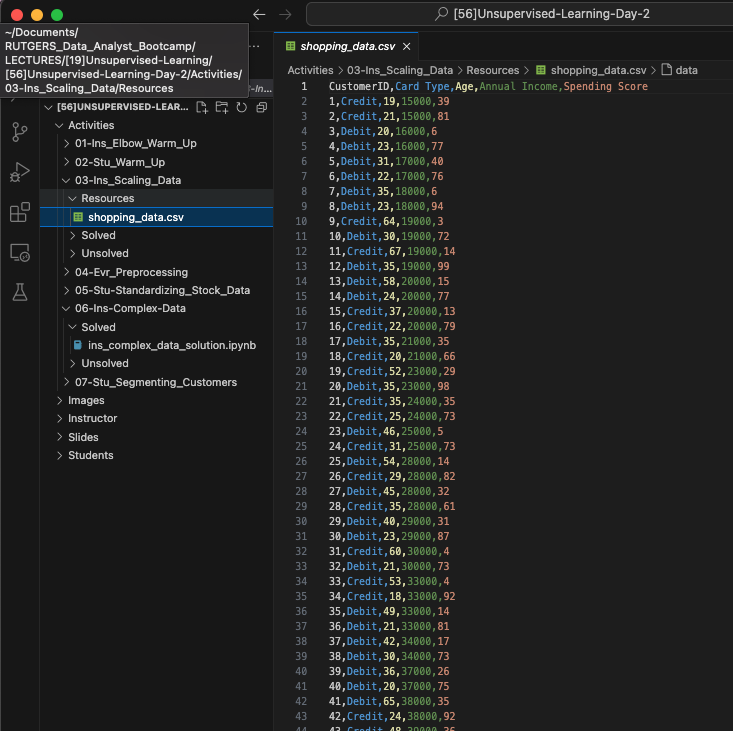 [56]Unsupervised-Learning-Day-2
~/Documents/
RUTGERS_Data_Analyst_Bootcamp/
LECTURES/[19]Unsupervised-Learning/
[56]Unsupervised-Learning-Day-2/Activities/
03-Ins_Scaling_Data/Resources
[56]UNSUPERVISED-LEAR...
Activities
01-Ins_Elbow_Warm_Up
02-Stu_Warm_Up
03-Ins_Scaling_Data
Resources
shopping_data.csv
Solved
Unsolved
04-Evr_Preprocessing
05-Stu-Standardizing_Stock_Data
06-Ins-Complex-Data
Solved
ins_complex_data_solution.ipynb
Unsolved
07-Stu_Segmenting_Customers
Images
Instructor
Slides
Students
shopping_data.csv
Activities > 03-Ins_Scaling_Data > Resources > shopping_data.csv > data
1 CustomerID,Card Type,Age,Annual Income,Spending Score
2 1,Credit,19,15000,39
3 2,Credit,21,15000,81
4 3,Debit,20,16000,6
5 4,Debit,23,16000,77
6 5,Debit,31,17000,40
7 6,Debit,22,17000,76
8 7,Debit,35,18000,6
9 8,Debit,23,18000,94
10 9,Credit,64,19000,3
11 10,Debit,30,19000,72
12 11,Credit,67,19000,14
13 12,Debit,35,19000,99
14 13,Debit,58,20000,15
15 14,Debit,24,20000,77
16 15,Credit,37,20000,13
17 16,Credit,22,20000,79
18 17,Debit,35,21000,35
19 18,Credit,20,21000,66
20 19,Credit,52,23000,29
21 20,Debit,35,23000,98
22 21,Credit,35,24000,35
23 22,Credit,25,24000,73
24 23,Debit,46,25000,5
25 24,Credit,31,25000,73
26 25,Debit,54,28000,14
27 26,Credit,29,28000,82
28 27,Debit,45,28000,32
29 28,Credit,35,28000,61
30 29,Debit,40,29000,31
31 30,Debit,23,29000,87
32 31,Credit,60,30000,4
33 32,Debit,21,30000,73
34 33,Credit,53,33000,4
35 34,Credit,18,33000,92
36 35,Debit,49,33000,14
37 36,Debit,21,33000,81
38 37,Debit,42,34000,17
39 38,Debit,30,34000,73
40 39,Debit,36,37000,26
41 40,Debit,20,37000,75
42 41,Debit,65,38000,35
43 42,Credit,24,38000,92
44 43,Credit,48,39000,36